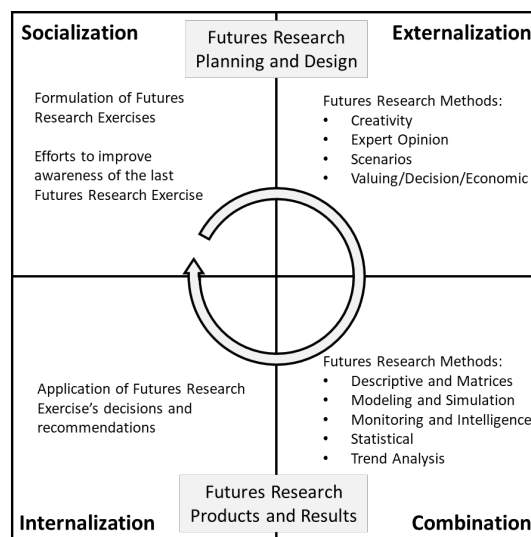 Socialization
Futures Research
Planning and Design
Externalization
Formulation of Futures
Research Exercises
Efforts to improve
awareness of the last
Futures Research Exercise
Futures Research Methods:
• Creativity
• Expert Opinion
• Scenarios
• Valuing/Decision/Economic
Application of Futures Research
Exercise's decisions and
recommendations
Futures Research Methods:
• Descriptive and Matrices
• Modeling and Simulation
• Monitoring and Intelligence
• Statistical
• Trend Analysis
Internalization
Futures Research
Products and Results
Combination